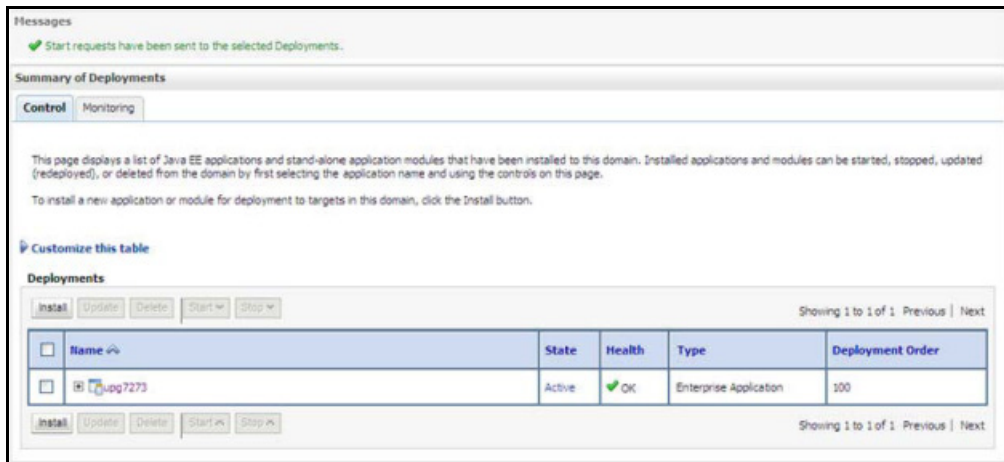 Messages
Start requests have been sent to the selected Deployments.
Summary of Deployments
Control Monitoring
This page displays a list of Java EE applications and stand-alone application modules that have been installed to this domain. Installed applications and modules can be started, stopped, updated
(redeployed), or deleted from the domain by first selecting the application name and using the controls on this page.
To install a new application or module for deployment to targets in this domain, click the Install button.
Customize this table
Deployments
Install Update Delete Start Stop Showing 1 to 1 of 1 Previous | Next
Name State Health Type Deployment Order
upg7273 Active OK Enterprise Application 100
Install Update Delete Start Stop Showing 1 to 1 of 1 Previous | Next